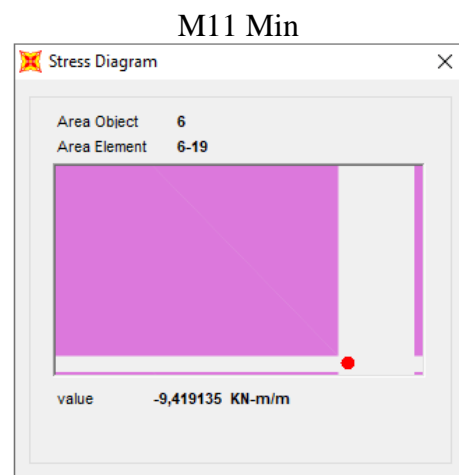 M11 Min
Stress Diagram
Area Object 6
Area Element 6-19
value -9,419135 KN-m/m